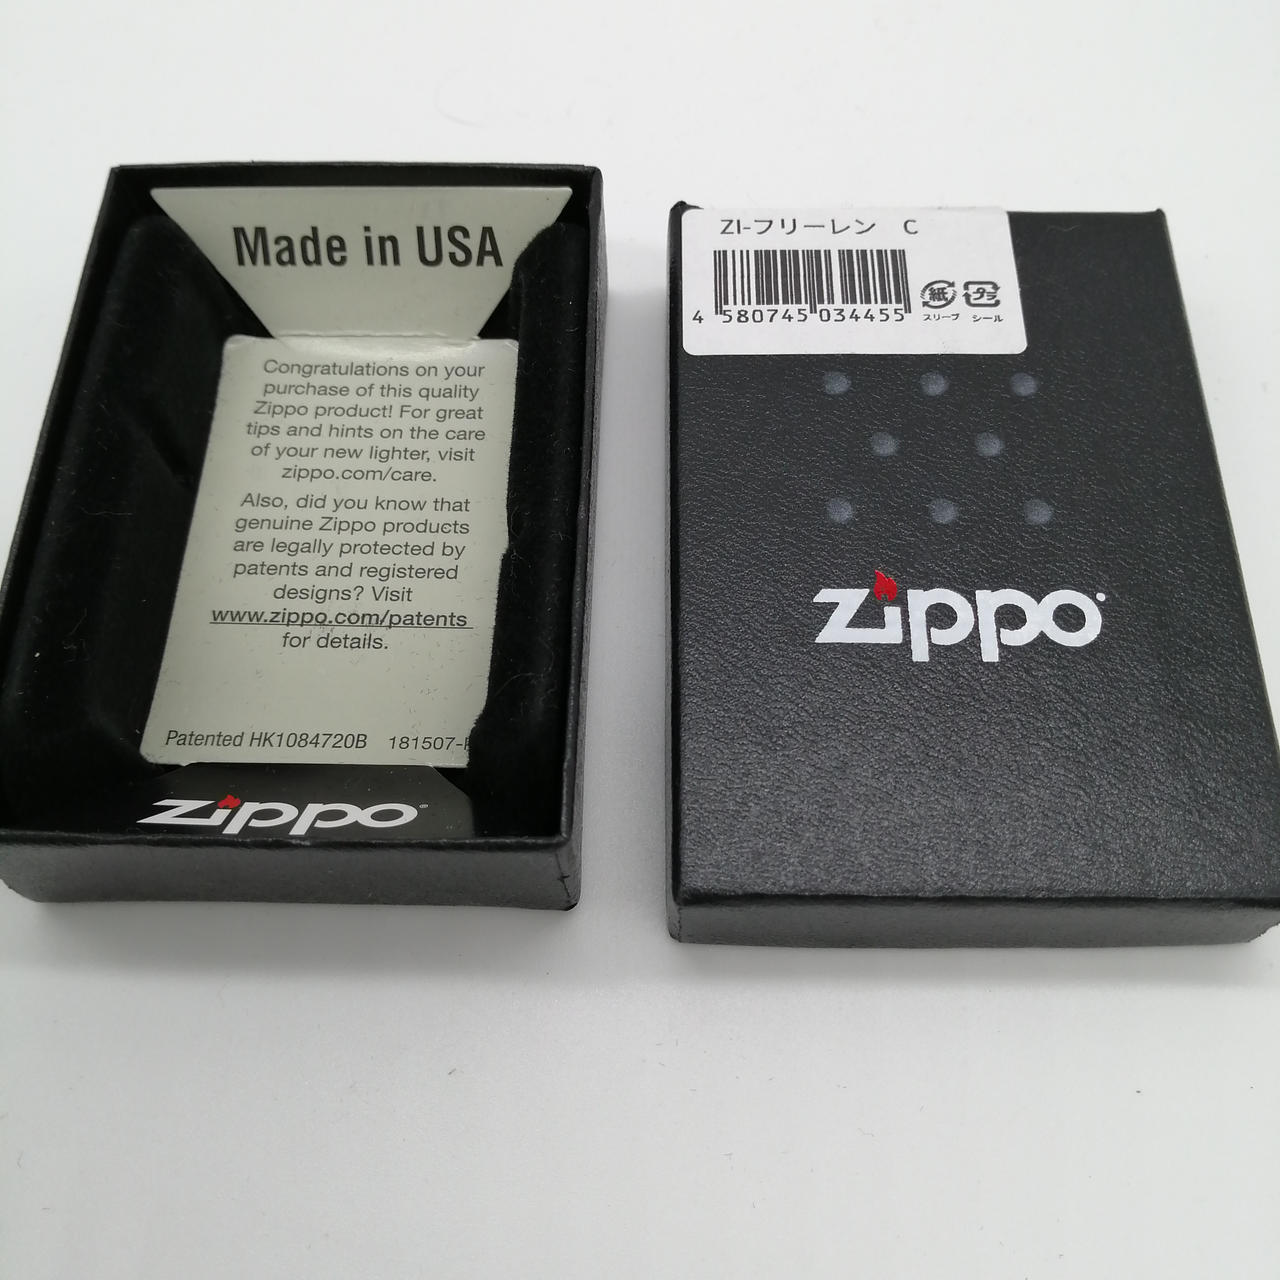 Made in USA
Congratulations on your
purchase of this quality
Zippo product! For great
tips and hints on the care
of your new lighter, visit
zippo.com/care.
Also, did you know that
genuine Zippo products
are legally protected by
patents and registered
designs? Visit
www.zippo.com/patents
for details.
Patented HK1084720B 181507-
zippo
ZI-フリーレン C
4 580745 034455
紙 プラ
スリーブ シール
zippo